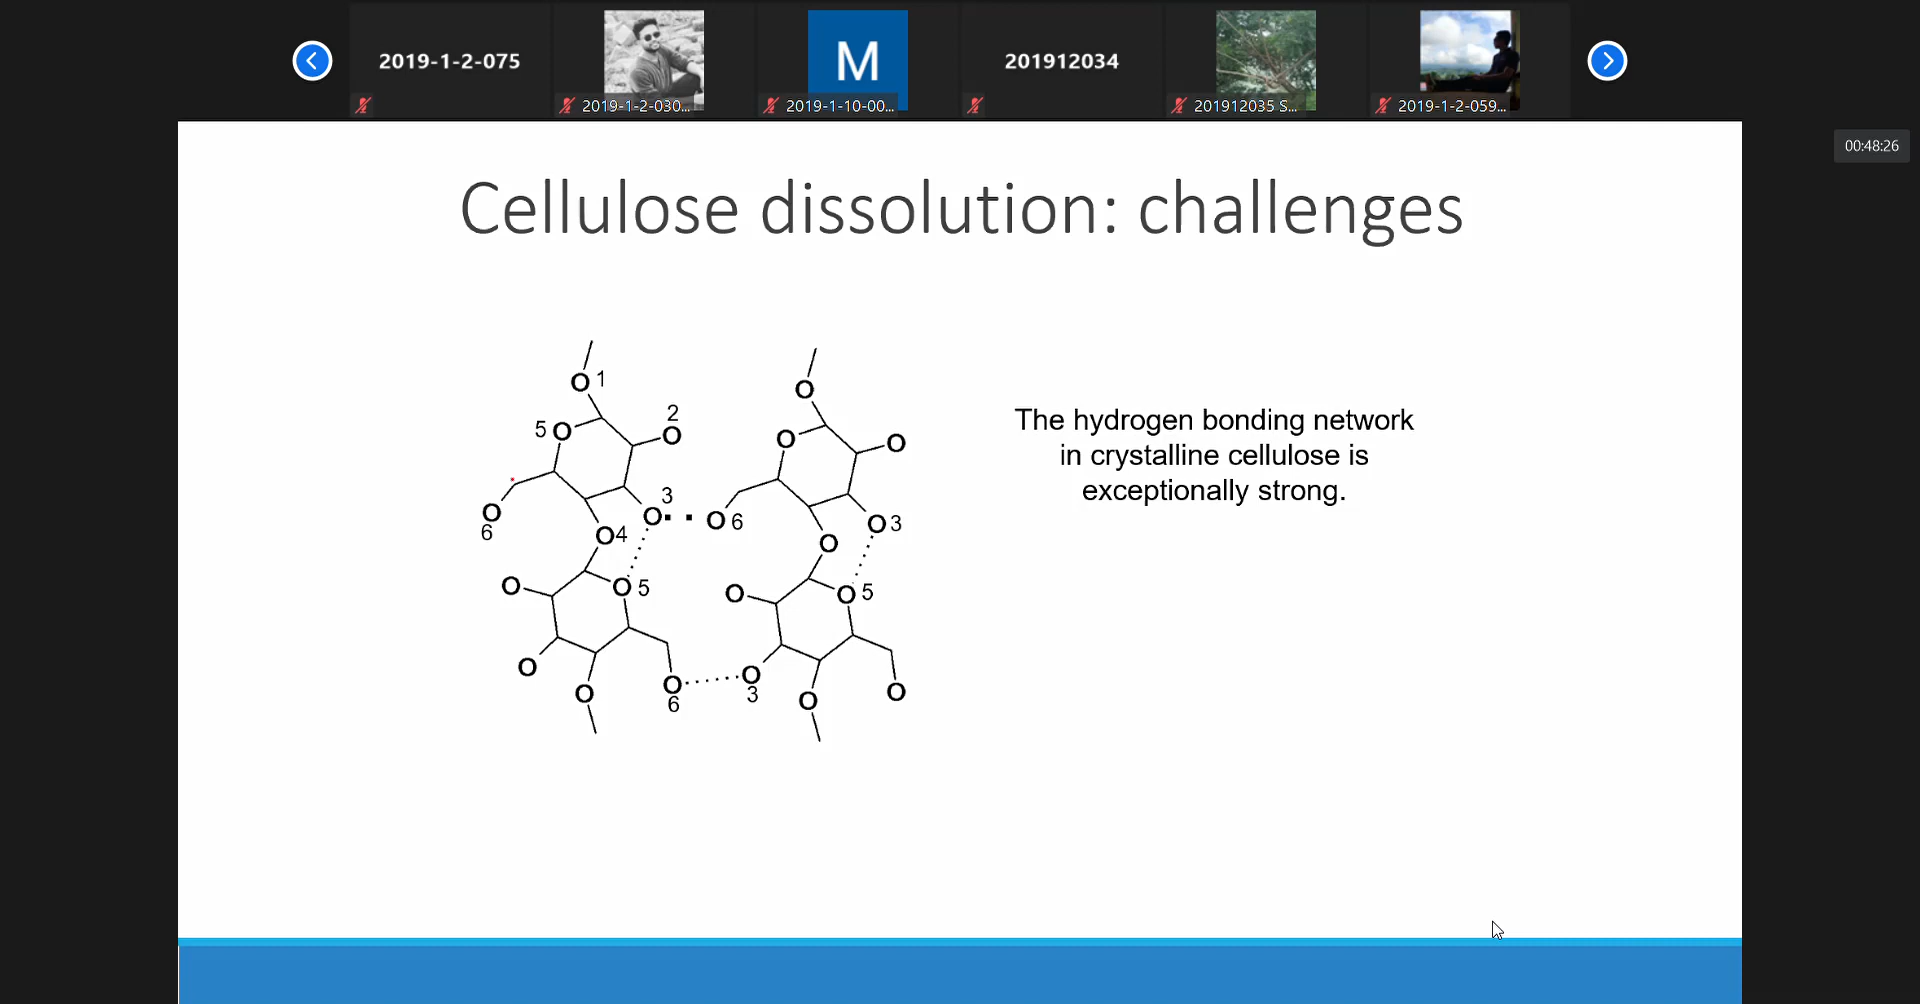 2019-1-2-075
M
201912034
2019-1-2-030...
2019-1-10-00...
201912035 S...
2019-1-2-059...
00:48:26
Cellulose dissolution: challenges
O 1
O
2
5 O
O
O
O
3
O
6
O
O 6
O 3
O4
O
O
O 5
O
O 5
O
O
O
O
O
6
3
O
O
The hydrogen bonding network
in crystalline cellulose is
exceptionally strong.